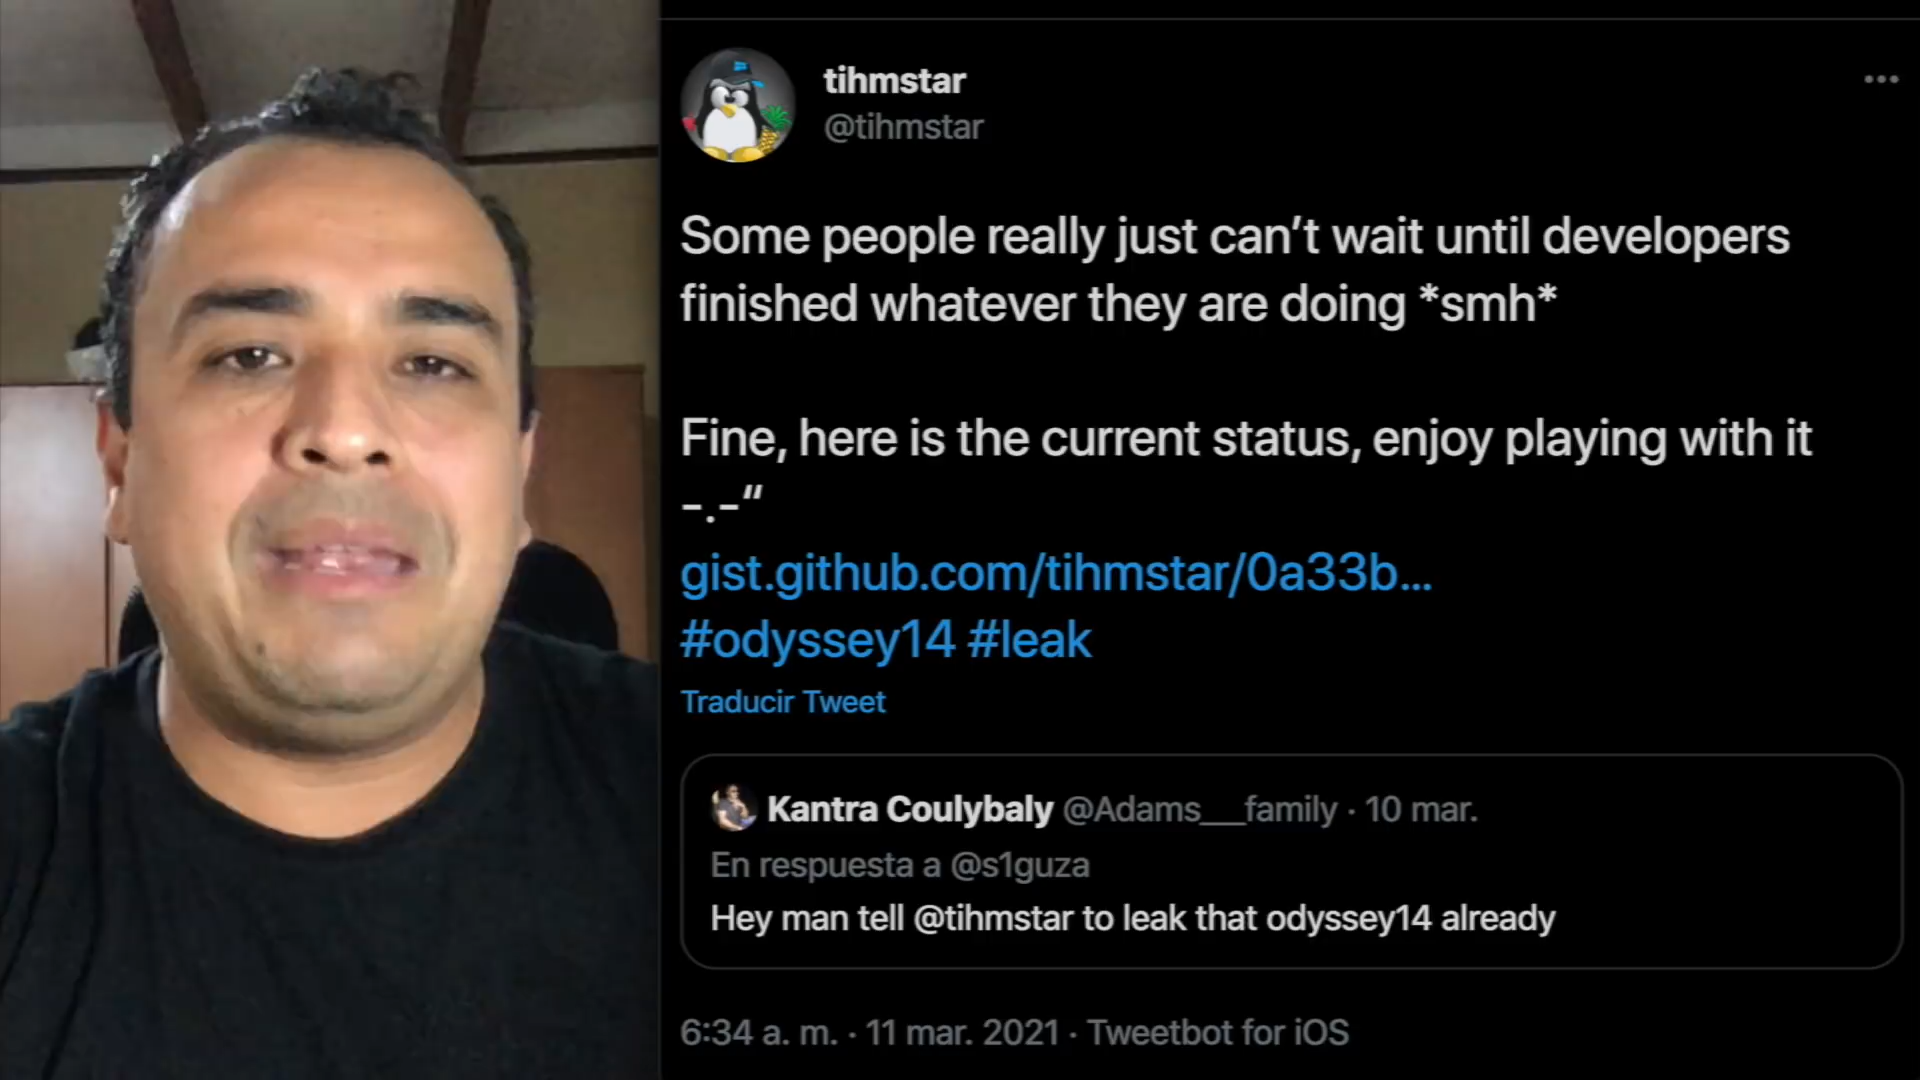 tihmstar
@tihmstar
Some people really just can’t wait until developers
finished whatever they are doing *smh*
Fine, here is the current status, enjoy playing with it
-.-“
gist.github.com/tihmstar/0a33b...
#odyssey14 #leak
Traducir Tweet
Kantra Coulybaly @Adams___family · 10 mar.
En respuesta a @s1guza
Hey man tell @tihmstar to leak that odyssey14 already
6:34 a. m. · 11 mar. 2021 · Tweetbot for iOS